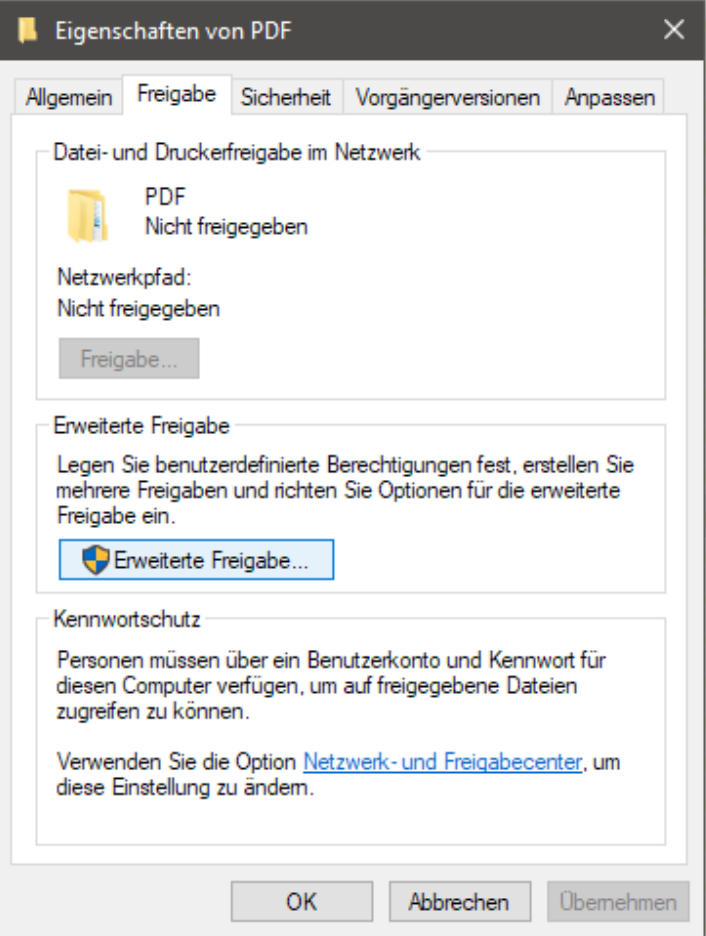 Eigenschaften von PDF
Allgemein Freigabe Sicherheit Vorgängerversionen Anpassen
Datei- und Druckerfreigabe im Netzwerk
PDF
Nicht freigegeben
Netzwerkpfad:
Nicht freigegeben
Freigabe...
Erweiterte Freigabe
Legen Sie benutzerdefinierte Berechtigungen fest, erstellen Sie
mehrere Freigaben und richten Sie Optionen für die erweiterte
Freigabe ein.
Erweiterte Freigabe...
Kennwortschutz
Personen müssen über ein Benutzerkonto und Kennwort für
diesen Computer verfügen, um auf freigegebene Dateien
zugreifen zu können.
Verwenden Sie die Option Netzwerk- und Freigabecenter, um
diese Einstellung zu ändern.
OK Abbrechen Übernehmen